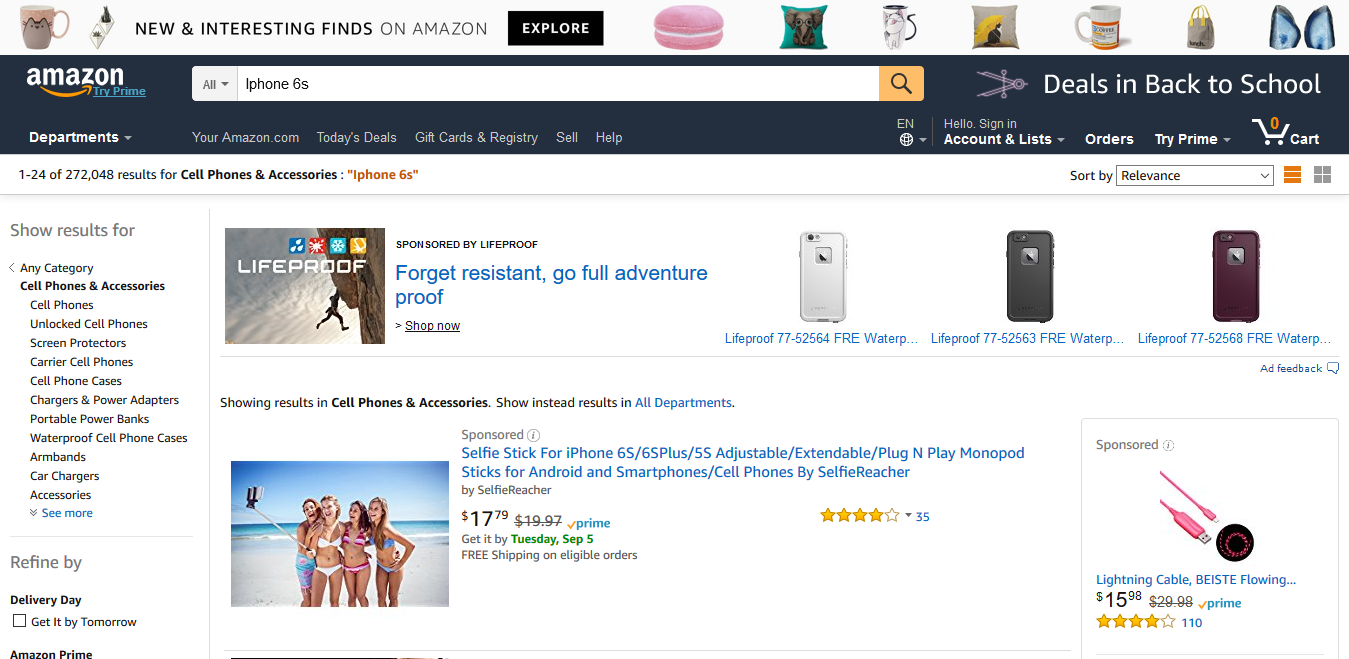 NEW & INTERESTING FINDS ON AMAZON
EXPLORE
amazon
Try Prime
All
Iphone 6s
Deals in Back to School
Departments
Your Amazon.com
Today's Deals
Gift Cards & Registry
Sell
Help
EN
Hello. Sign in
Account & Lists
Orders
Try Prime
0
Cart
1-24 of 272,048 results for Cell Phones & Accessories : "Iphone 6s"
Sort by
Relevance
Show results for
Any Category
Cell Phones & Accessories
Cell Phones
Unlocked Cell Phones
Screen Protectors
Carrier Cell Phones
Cell Phone Cases
Chargers & Power Adapters
Portable Power Banks
Waterproof Cell Phone Cases
Armbands
Car Chargers
Accessories
See more
Refine by
Delivery Day
Get It by Tomorrow
Amazon Prime
LIFEPROOF
SPONSORED BY LIFEPROOF
Forget resistant, go full adventure
proof
> Shop now
Lifeproof 77-52564 FRE Waterp...
Lifeproof 77-52563 FRE Waterp...
Lifeproof 77-52568 FRE Waterp...
Ad feedback
Showing results in Cell Phones & Accessories. Show instead results in All Departments.
Sponsored
Selfie Stick For iPhone 6S/6SPlus/5S Adjustable/Extendable/Plug N Play Monopod
Sticks for Android and Smartphones/Cell Phones By SelfieReacher
by SelfieReacher
$17 79 $19.97 prime
Get it by Tuesday, Sep 5
FREE Shipping on eligible orders
35
Sponsored
Lightning Cable, BEISTE Flowing...
$15 98 $29.98 prime
110